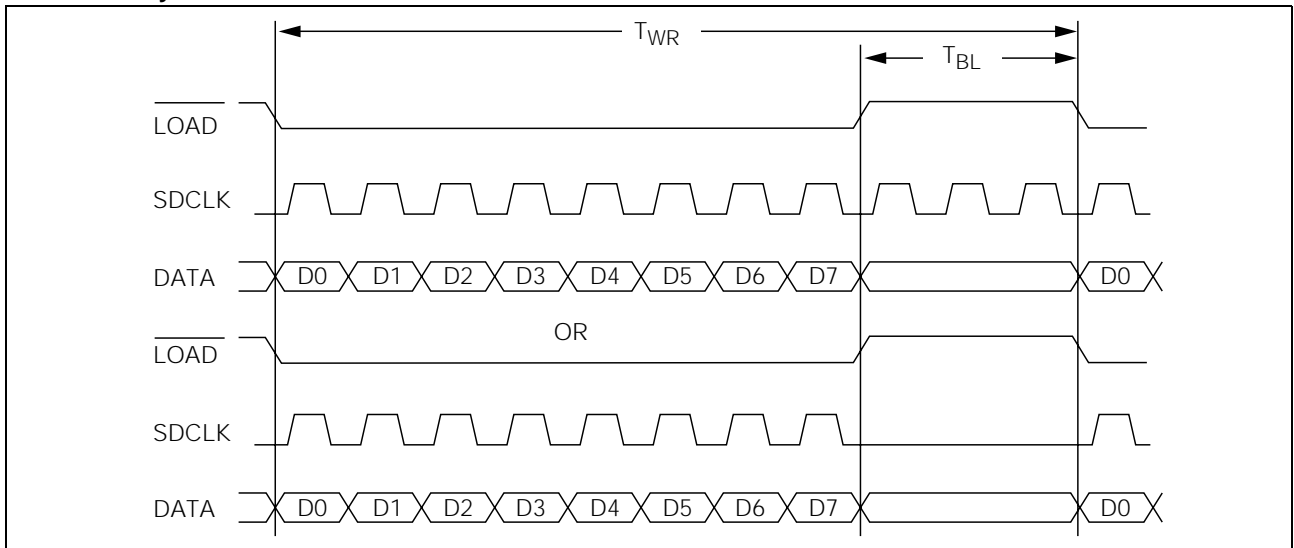 T_WR
T_BL
LOAD
SDCLK
DATA D0 D1 D2 D3 D4 D5 D6 D7 D0
OR
LOAD
SDCLK
DATA D0 D1 D2 D3 D4 D5 D6 D7 D0